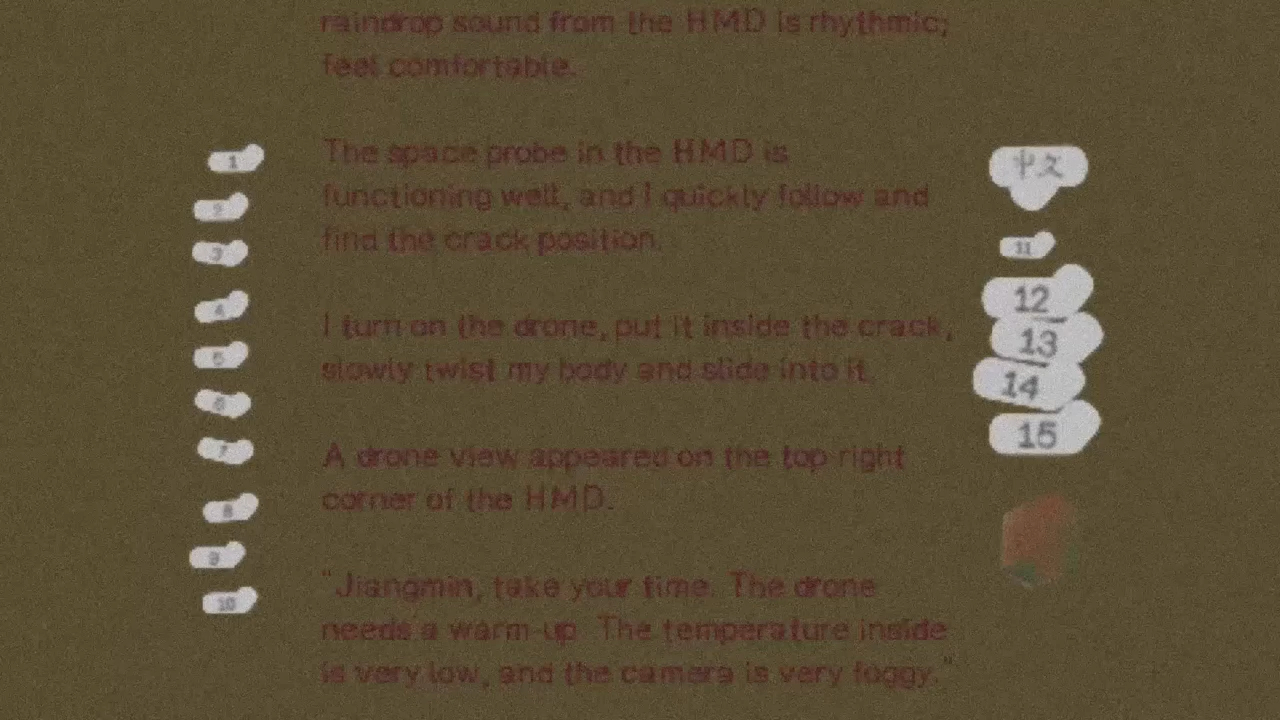 raindrop sound from the HMD is rhythmic;
feel comfortable.
The space probe in the HMD is
functioning well, and I quickly follow and
find the crack position.
I turn on the drone, put it inside the crack,
slowly twist my body and slide into it.
A drone view appeared on the top right
corner of the HMD.
"Jiangmin, take your time. The drone
needs a warm-up. The temperature inside
is very low, and the camera is very foggy."
1
2
3
4
5
6
7
8
9
10
中文
11
12
13
14
15